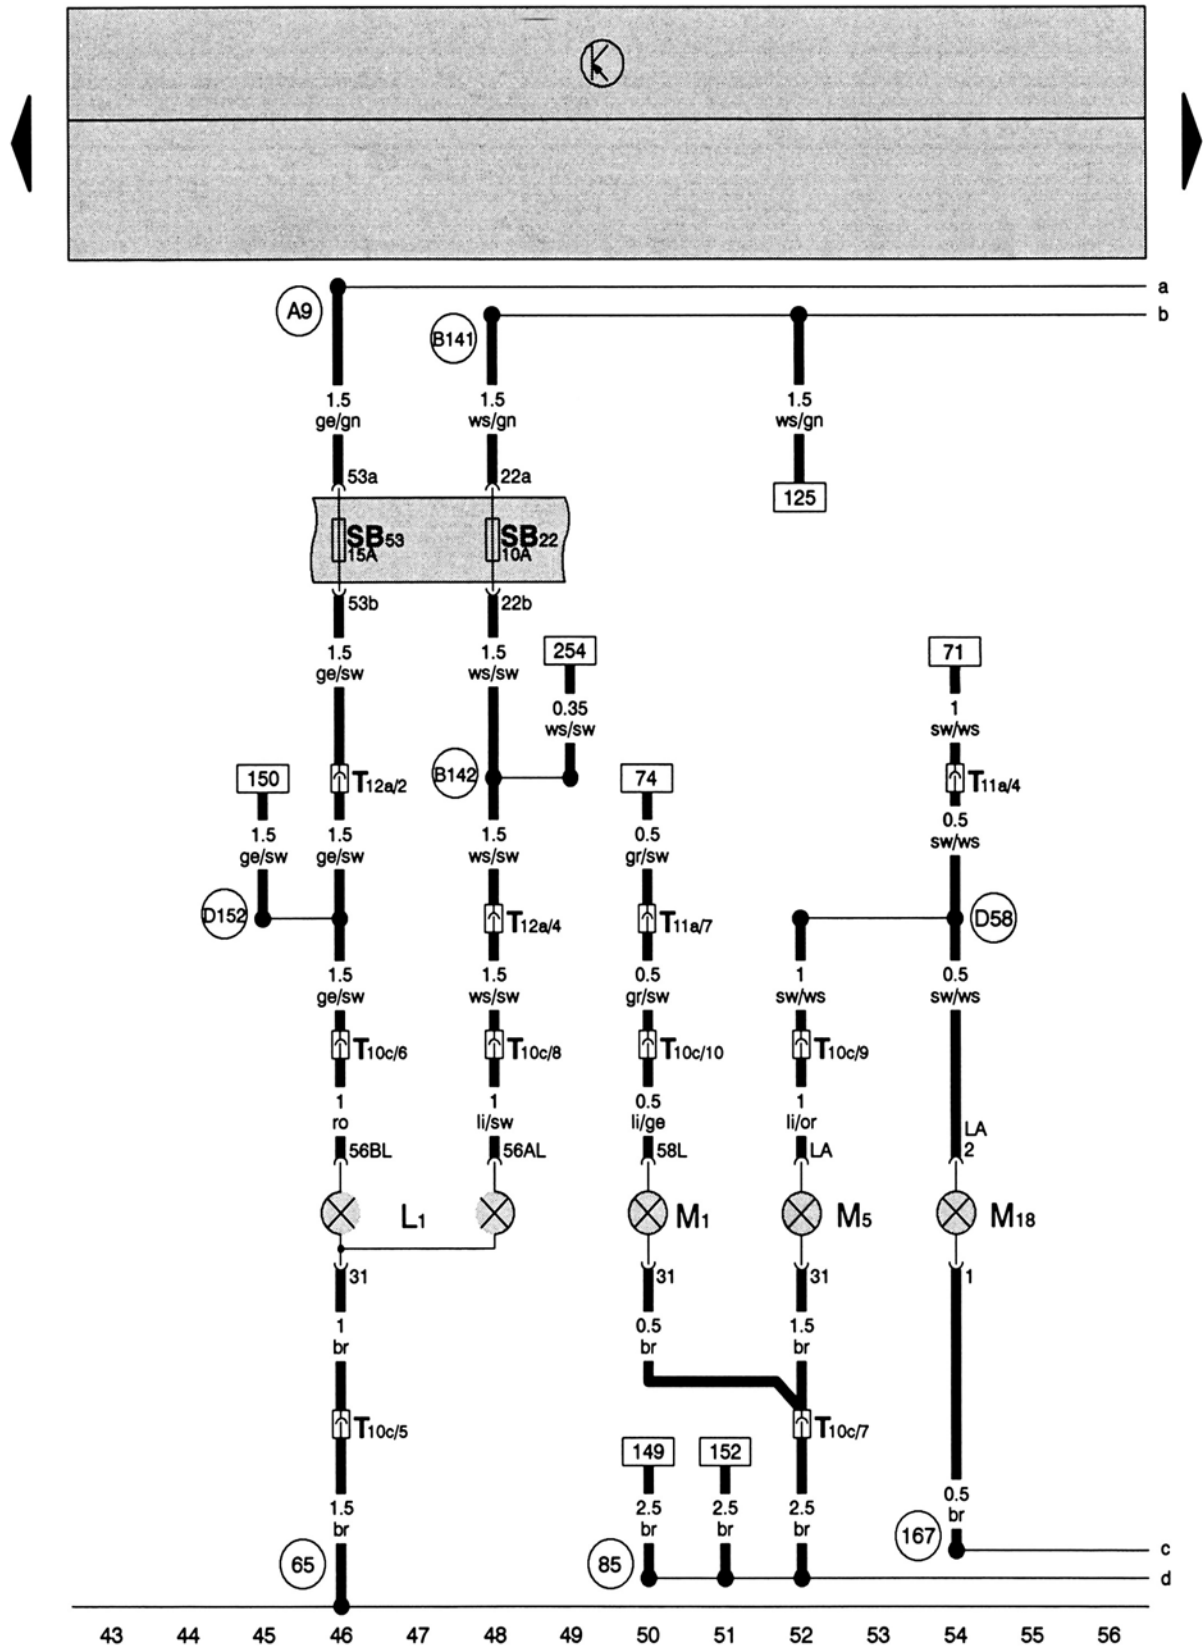 a
A9
b
B141
1.5
ge/gn
1.5
ws/gn
1.5
ws/gn
53a
22a
125
SB53
15A
SB22
10A
53b
22b
1.5
ge/sw
1.5
ws/sw
254
71
0.35
ws/sw
1
sw/ws
150
T12a/2
B142
74
T11a/4
1.5
ge/sw
1.5
ge/sw
1.5
ws/sw
0.5
gr/sw
0.5
sw/ws
D152
T12a/4
T11a/7
D58
1.5
ge/sw
1.5
ws/sw
0.5
gr/sw
1
sw/ws
0.5
sw/ws
T10c/6
T10c/8
T10c/10
T10c/9
1
ro
1
li/sw
0.5
li/ge
1
li/or
56BL
56AL
58L
LA
LA
2
L1
M1
M5
M18
31
31
31
1
1
br
0.5
br
1.5
br
T10c/5
T10c/7
149
152
1.5
br
2.5
br
2.5
br
2.5
br
0.5
br
65
85
167
c
d
43 44 45 46 47 48 49 50 51 52 53 54 55 56